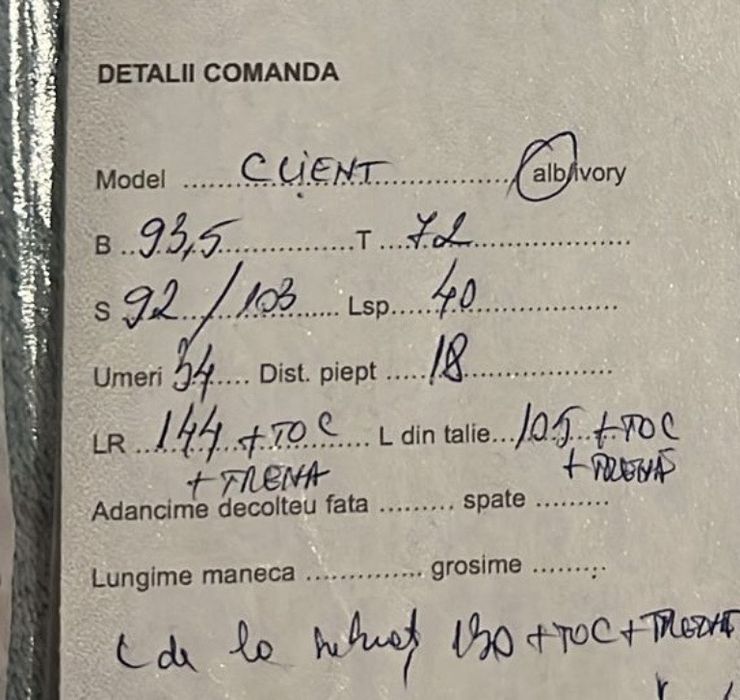 DETALII COMANDA
Model ........ CLiENT ........ alb/ivory
B .. 93,5 ........ T ... 72 ........
S 92 / 103 ..... Lsp..... 40 ........
Umeri 34 .... Dist. piept ..... 18 ........
LR .. 144 + TOC ..... L din talie... 105 + TOC
+ TRENA + TRENA
Adancime decolteu fata ......... spate .........
Lungime maneca .............. grosime .........
L de la 130 + TOC + TRENA